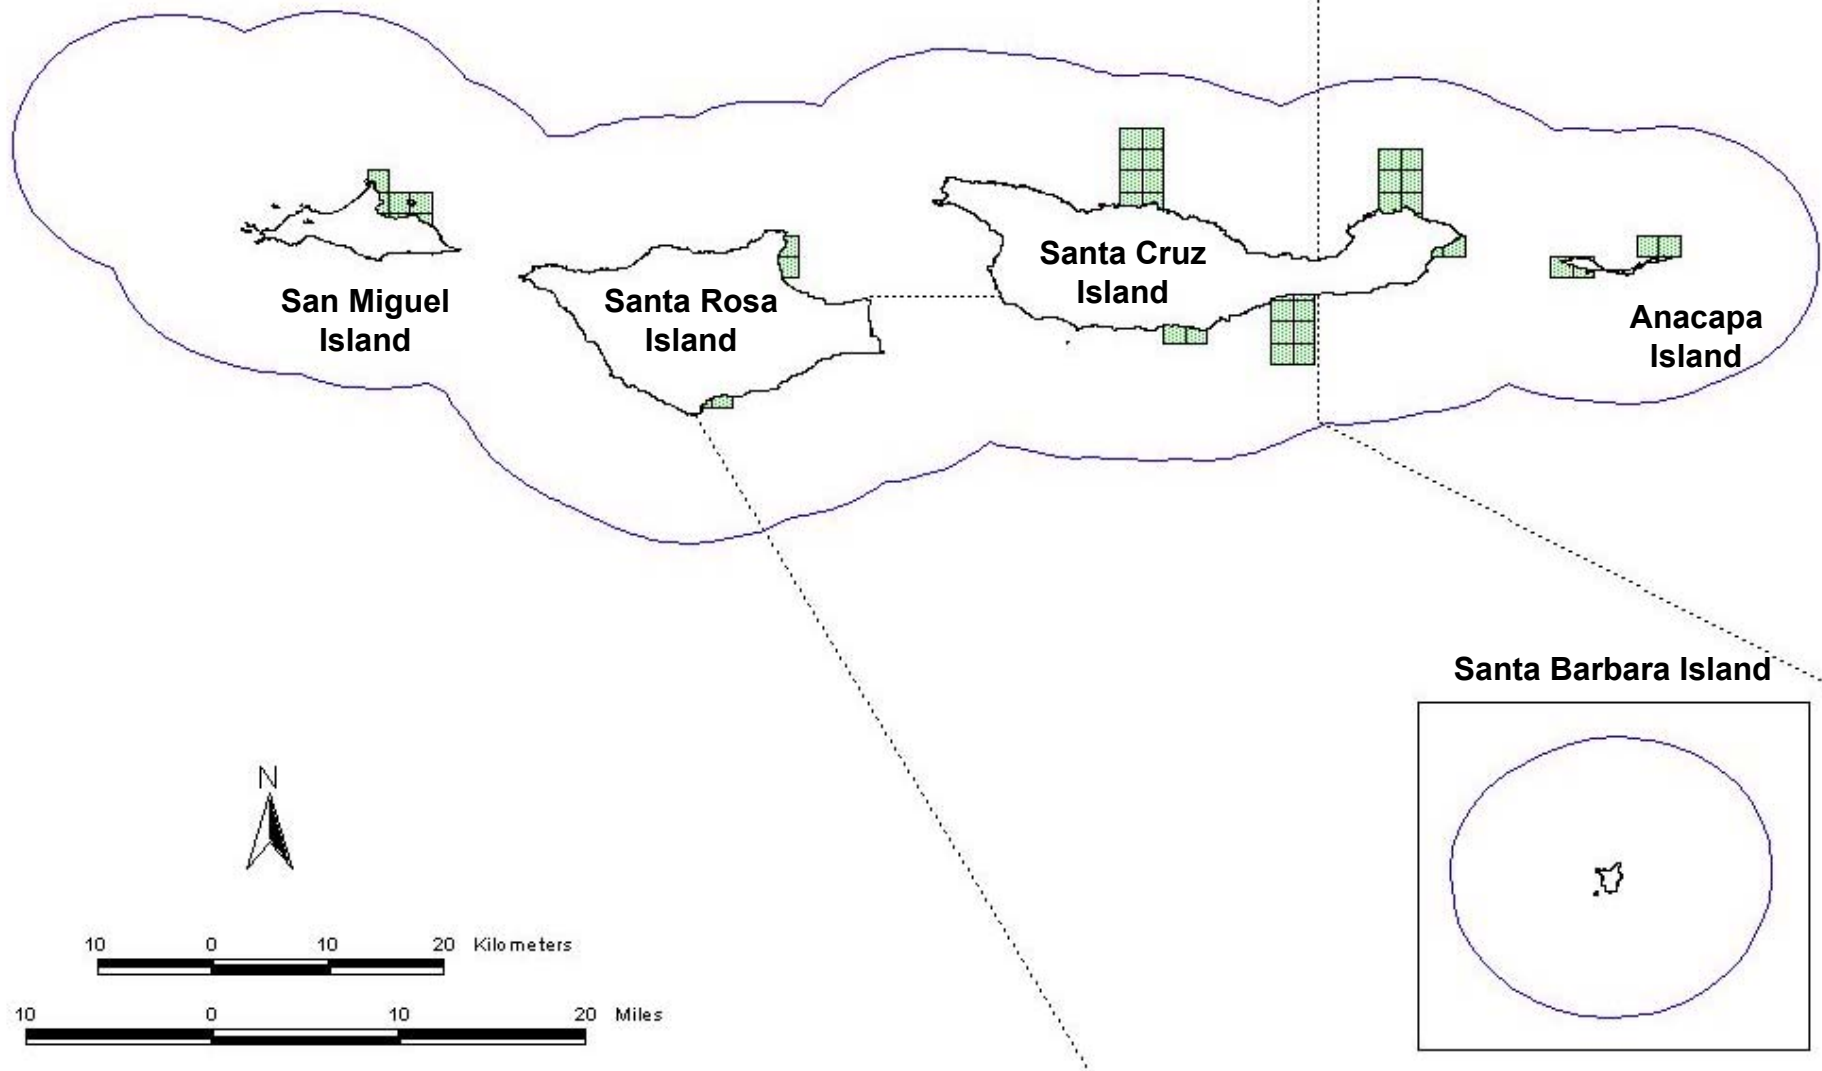 Santa Cruz
Island
San Miguel
Island
Santa Rosa
Island
Anacapa
Island
Santa Barbara Island
N
10 0 10 20 Kilometers
10 0 10 20 Miles